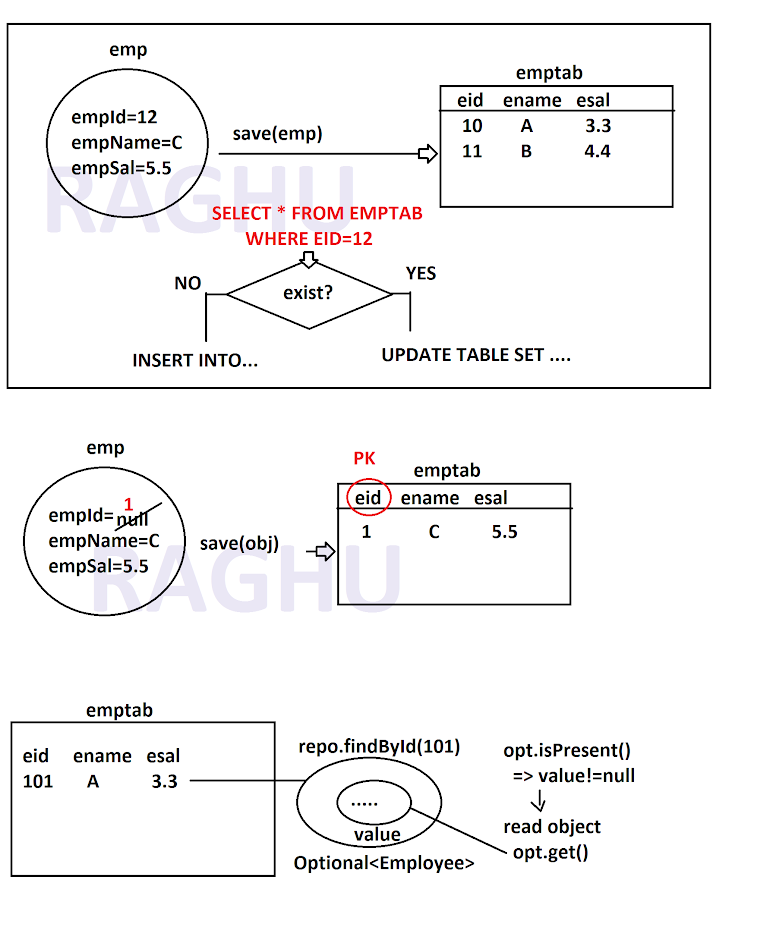 emp
empId=12
empName=C
empSal=5.5
save(emp)
emptab
eid ename esal
10 A 3.3
11 B 4.4
RAGHU
SELECT * FROM EMPTAB
WHERE EID=12
NO
exist?
YES
INSERT INTO...
UPDATE TABLE SET ....
emp
1
empId=null
empName=C
empSal=5.5
save(obj)
PK
emptab
eid ename esal
1 C 5.5
RAGHU
emptab
eid ename esal
101 A 3.3
repo.findById(101)
.....
value
Optional<Employee>
opt.isPresent()
=> value!=null
read object
opt.get()